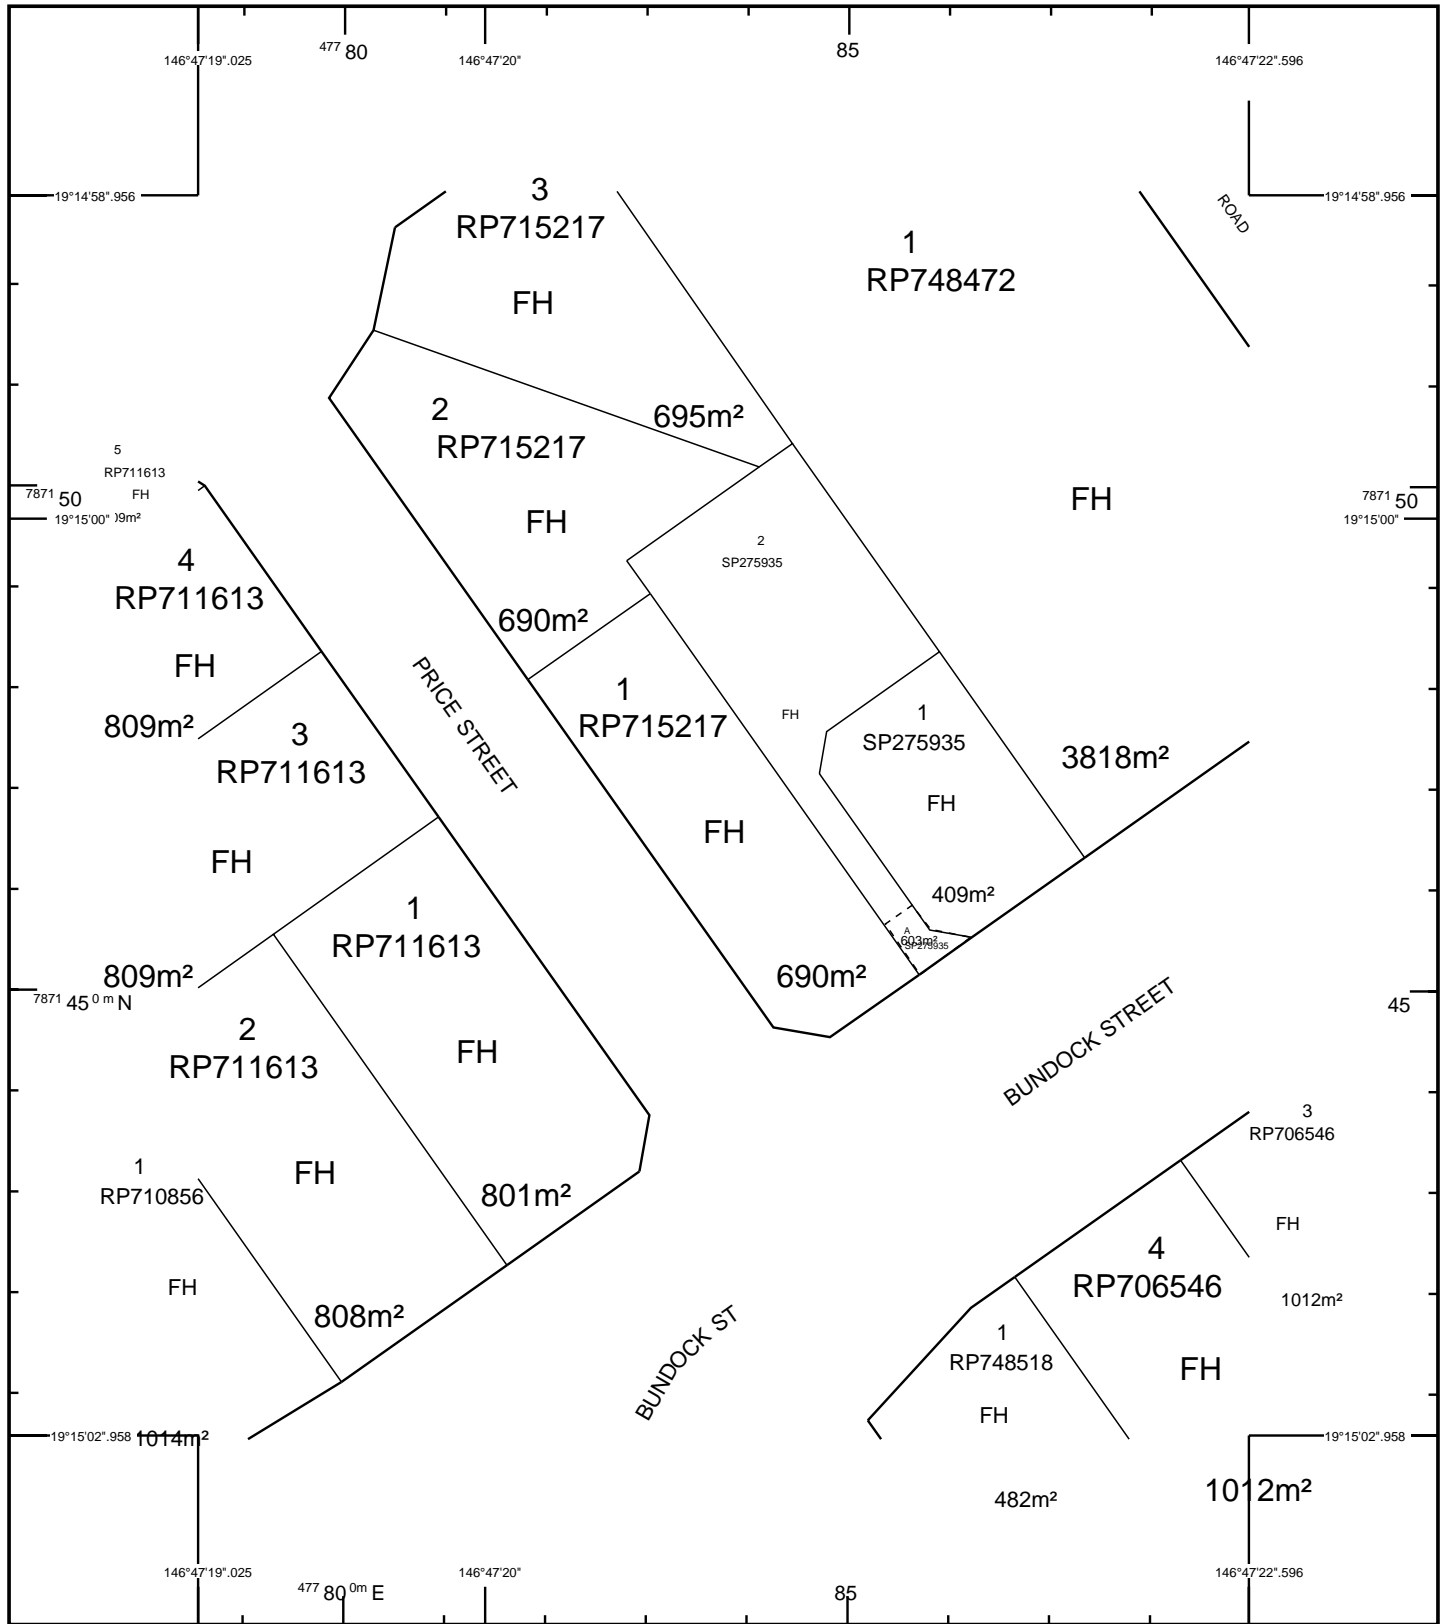 477 80
85
146°47'19".025
146°47'20"
146°47'22".596
19°14'58".956
19°14'58".956
ROAD
3
RP715217
FH
695m²
1
RP748472
FH
3818m²
2
RP715217
FH
690m²
5
RP711613
FH
7871 50
19°15'00"
9m²
7871 50
19°15'00"
2
SP275935
FH
603m²
4
RP711613
FH
809m²
PRICE STREET
1
RP715217
FH
690m²
1
SP275935
FH
409m²
A
SP275935
3
RP711613
FH
809m²
1
RP711613
FH
801m²
7871 45 0 m N
45
2
RP711613
FH
808m²
BUNDOCK STREET
3
RP706546
FH
1012m²
1
RP710856
FH
1014m²
4
RP706546
FH
1012m²
BUNDOCK ST
1
RP748518
FH
482m²
19°15'02".958
19°15'02".958
146°47'19".025
146°47'20"
146°47'22".596
477 80 0m E
85